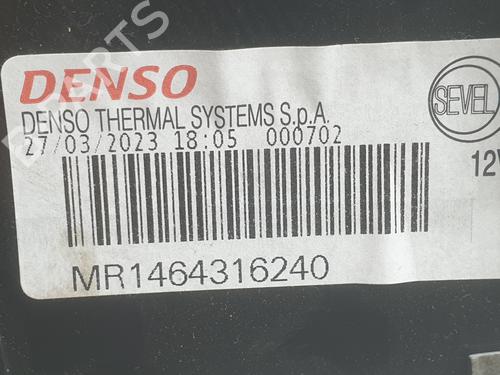 DENSO
DENSO THERMAL SYSTEMS S.p.A.
27/03/2023 18:05 000702
SEVEL
12V
MR1464316240